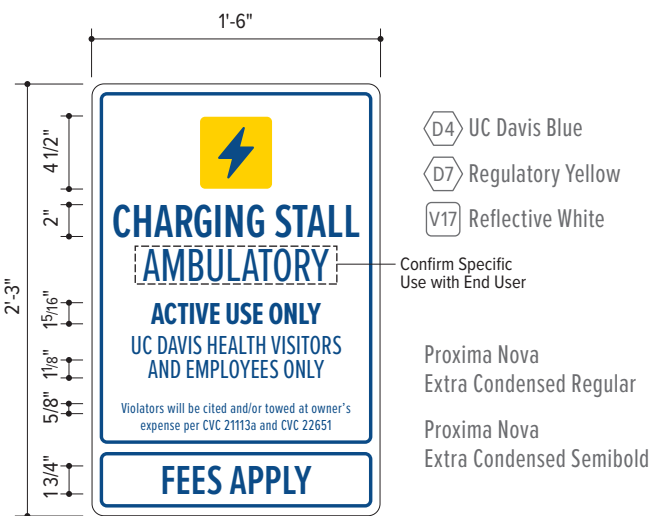 1'-6"
2'-3"
4 1/2"
2"
1 5/16"
1 1/8"
5/8"
1 3/4"
CHARGING STALL
AMBULATORY
ACTIVE USE ONLY
UC DAVIS HEALTH VISITORS
AND EMPLOYEES ONLY
Violators will be cited and/or towed at owner's
expense per CVC 21113a and CVC 22651
FEES APPLY
D4 UC Davis Blue
D7 Regulatory Yellow
V17 Reflective White
Confirm Specific
Use with End User
Proxima Nova
Extra Condensed Regular
Proxima Nova
Extra Condensed Semibold